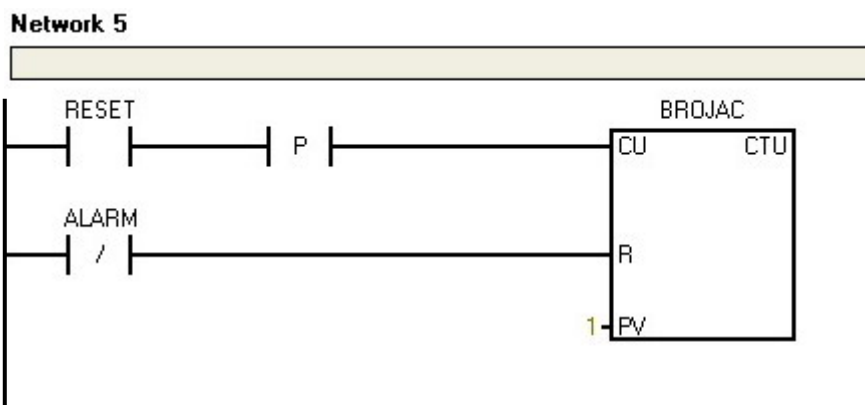 Network 5
RESET
BROJAC
P
CU CTU
ALARM
/
R
1 PV